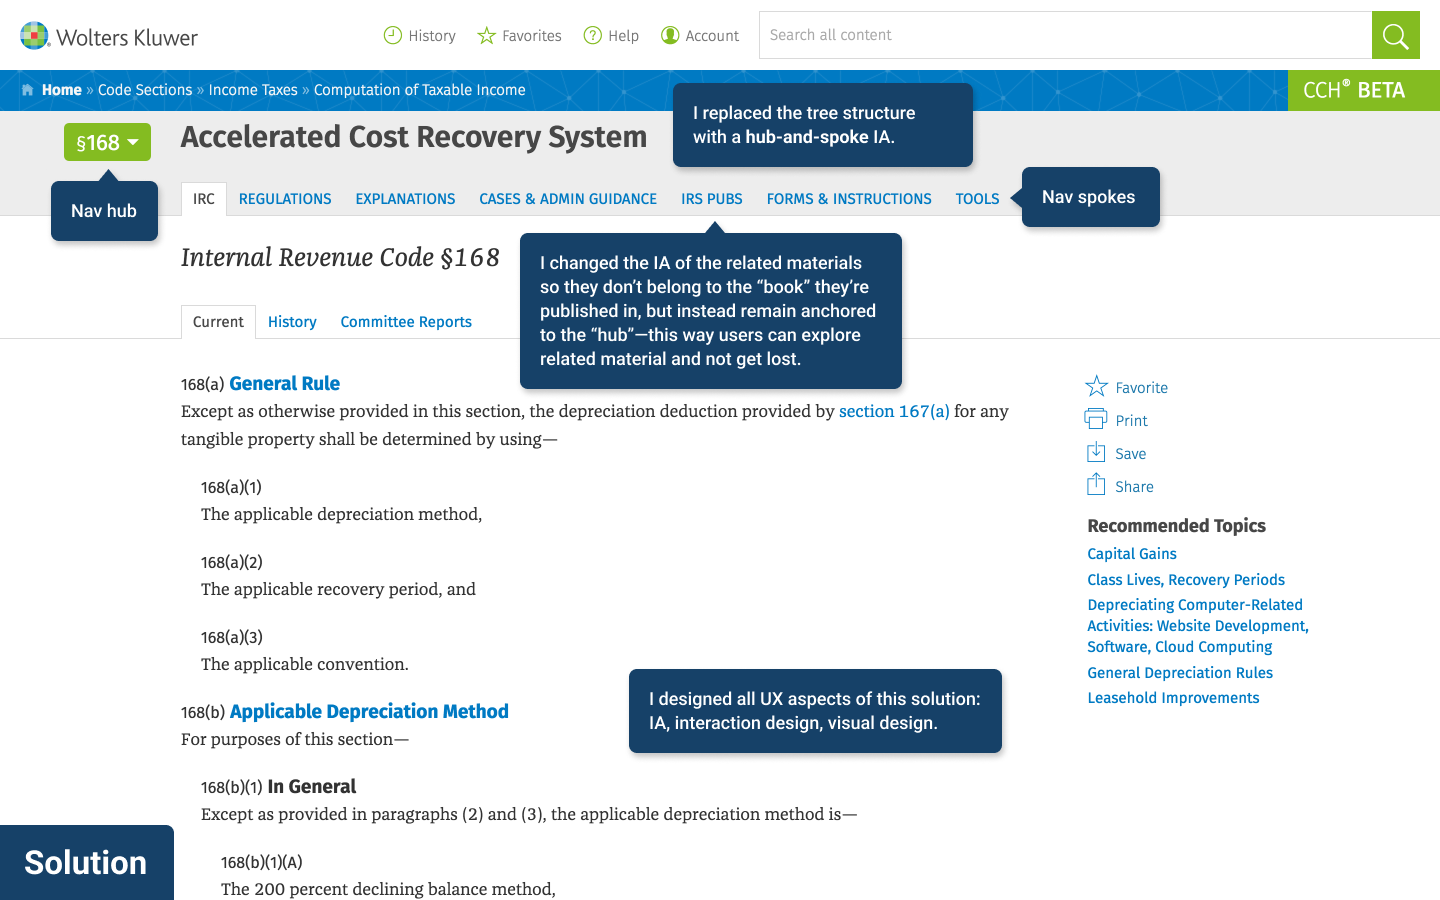 Wolters Kluwer
History
Favorites
Help
Account
Search all content
Home » Code Sections » Income Taxes » Computation of Taxable Income
CCH® BETA
§168
Accelerated Cost Recovery System
I replaced the tree structure
with a hub-and-spoke IA.
Nav hub
IRC
REGULATIONS
EXPLANATIONS
CASES & ADMIN GUIDANCE
IRS PUBS
FORMS & INSTRUCTIONS
TOOLS
Nav spokes
Internal Revenue Code §168
I changed the IA of the related materials
so they don’t belong to the “book” they’re
published in, but instead remain anchored
to the “hub”—this way users can explore
related material and not get lost.
Current
History
Committee Reports
168(a) General Rule
Except as otherwise provided in this section, the depreciation deduction provided by section 167(a) for any
tangible property shall be determined by using—
168(a)(1)
The applicable depreciation method,
168(a)(2)
The applicable recovery period, and
168(a)(3)
The applicable convention.
168(b) Applicable Depreciation Method
For purposes of this section—
168(b)(1) In General
Except as provided in paragraphs (2) and (3), the applicable depreciation method is—
168(b)(1)(A)
The 200 percent declining balance method,
Favorite
Print
Save
Share
Recommended Topics
Capital Gains
Class Lives, Recovery Periods
Depreciating Computer-Related
Activities: Website Development,
Software, Cloud Computing
General Depreciation Rules
Leasehold Improvements
I designed all UX aspects of this solution:
IA, interaction design, visual design.
Solution